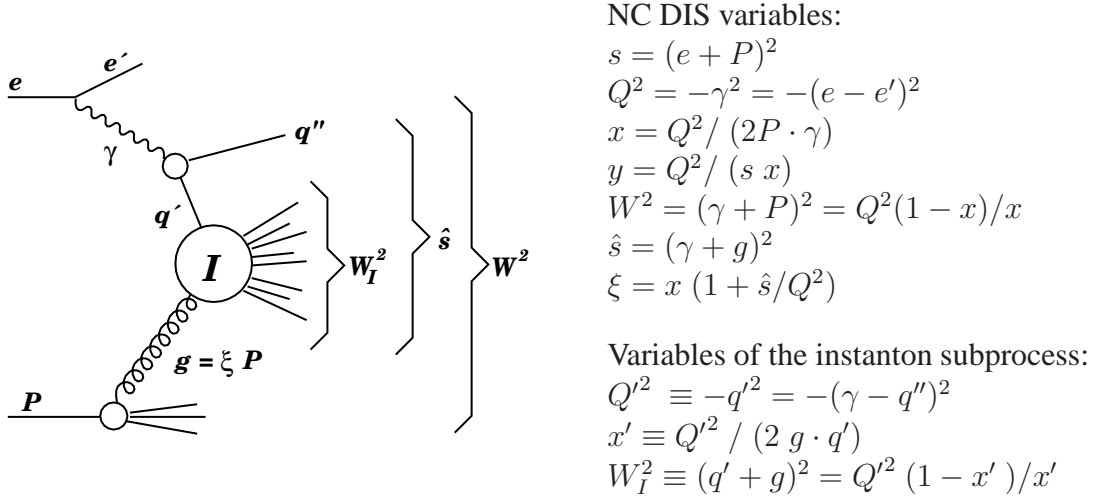 e
e´
γ
q''
q´
I
W_I^2
ŝ
W^2
g = ξ P
P
NC DIS variables:
s = (e + P)^2
Q^2 = −γ^2 = −(e − e′)^2
x = Q^2/ (2P · γ)
y = Q^2/ (s x)
W^2 = (γ + P)^2 = Q^2(1 − x)/x
ŝ = (γ + g)^2
ξ = x (1 + ŝ/Q^2)
Variables of the instanton subprocess:
Q′^2 ≡ −q′^2 = −(γ − q′′)^2
x′ ≡ Q′^2 / (2 g · q′)
W_I^2 ≡ (q′ + g)^2 = Q′^2 (1 − x′ )/x′